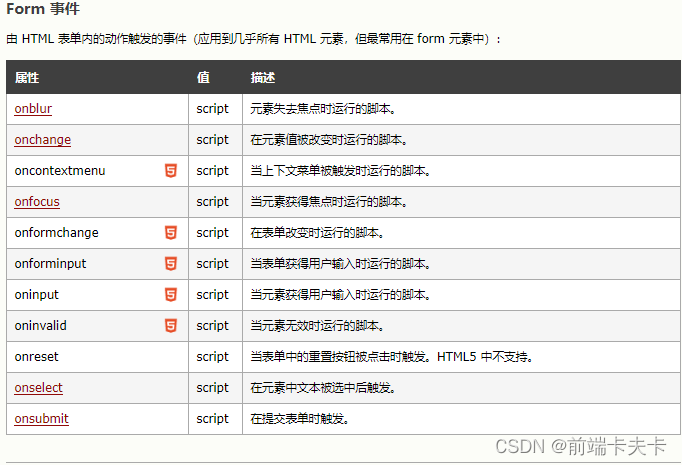 Form 事件
由 HTML 表单内的动作触发的事件（应用到几乎所有 HTML 元素，但最常用在 form 元素中）：
属性 值 描述
onblur script 元素失去焦点时运行的脚本。
onchange script 在元素值被改变时运行的脚本。
oncontextmenu script 当上下文菜单被触发时运行的脚本。
onfocus script 当元素获得焦点时运行的脚本。
onformchange script 在表单改变时运行的脚本。
onforminput script 当表单获得用户输入时运行的脚本。
oninput script 当元素获得用户输入时运行的脚本。
oninvalid script 当元素无效时运行的脚本。
onreset script 当表单中的重置按钮被点击时触发。HTML5 中不支持。
onselect script 在元素中文本被选中后触发。
onsubmit script 在提交表单时触发。
CSDN @前端卡夫卡